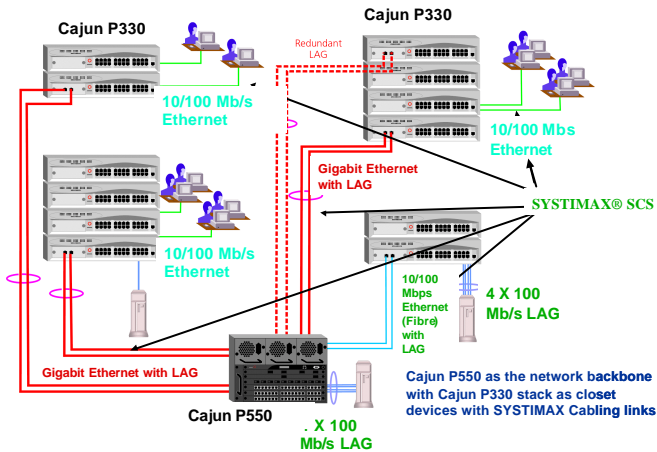 Cajun P330
Cajun P330
Redundant
LAG
10/100 Mb/s
Ethernet
10/100 Mbs
Ethernet
Gigabit Ethernet
with LAG
SYSTIMAX® SCS
10/100 Mb/s
Ethernet
10/100
Mbps
Ethernet
(Fibre)
with
LAG
4 X 100
Mb/s LAG
Gigabit Ethernet with LAG
Cajun P550 as the network backbone
with Cajun P330 stack as closet
devices with SYSTIMAX Cabling links
Cajun P550
. X 100
Mb/s LAG